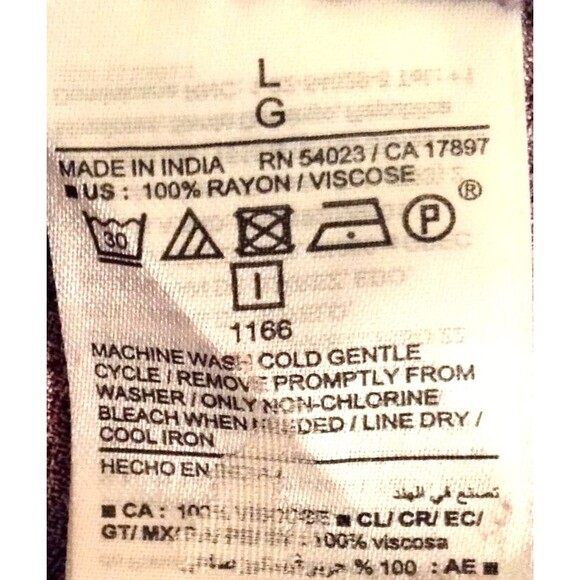 L
G
MADE IN INDIA RN 54023 / CA 17897
■ US : 100% RAYON / VISCOSE
30 P ®
1166
MACHINE WASH COLD GENTLE
CYCLE / REMOVE PROMPTLY FROM
WASHER / ONLY NON-CHLORINE
BLEACH WHEN NEEDED / LINE DRY /
COOL IRON
HECHO EN
تصنع في الهند
■ CA : ■ CL/ CR/ EC/
GT/ MX/ 100% viscosa
% 100 : AE ■